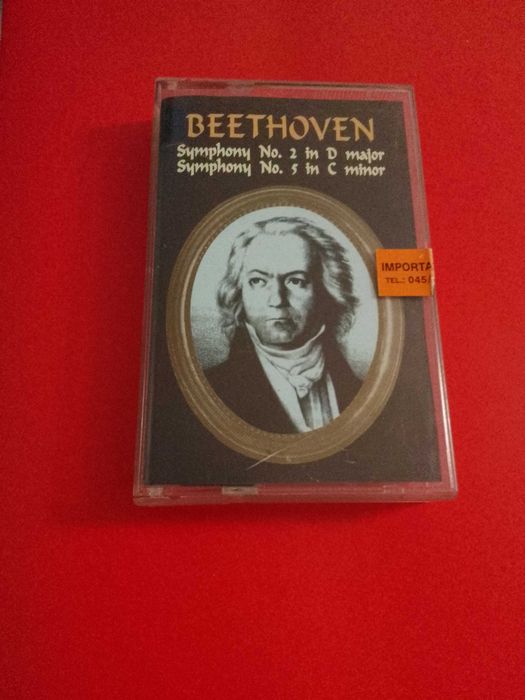 BEETHOVEN
Symphony No. 2 in D major
Symphony No. 5 in C minor
IMPORTA
TEL.: 045/